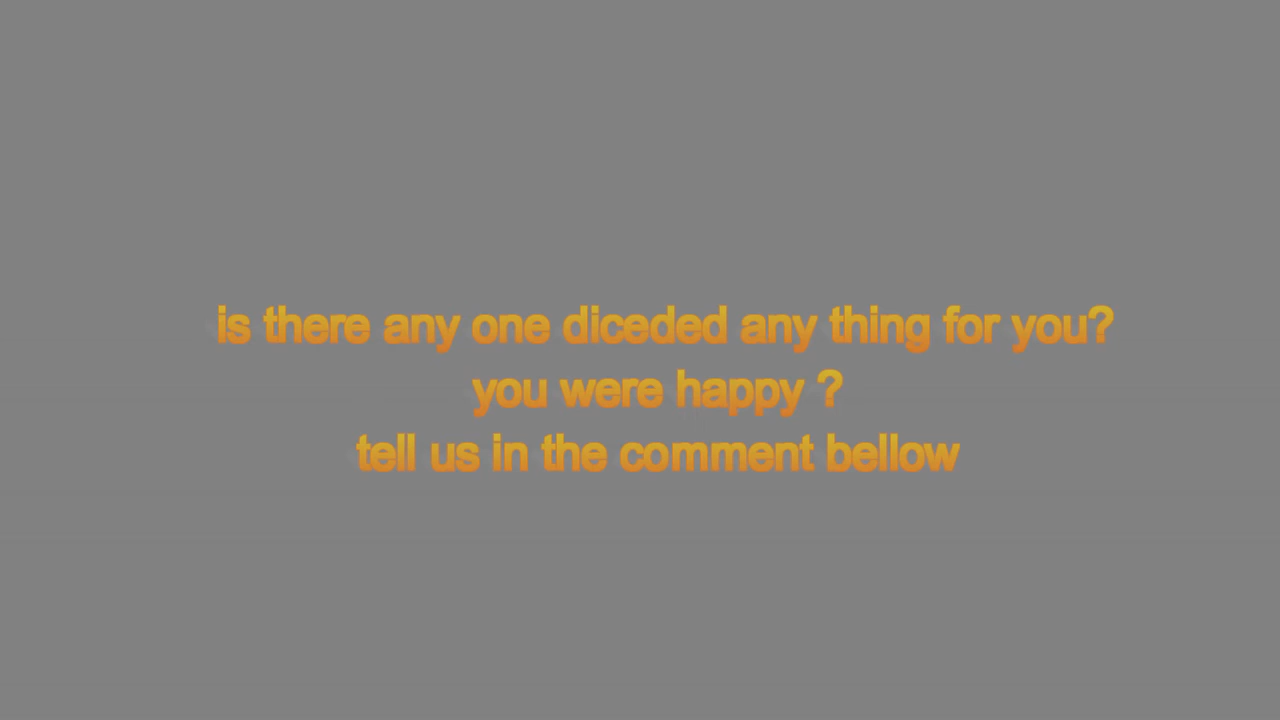 is there any one diceded any thing for you?
you were happy ?
tell us in the comment bellow